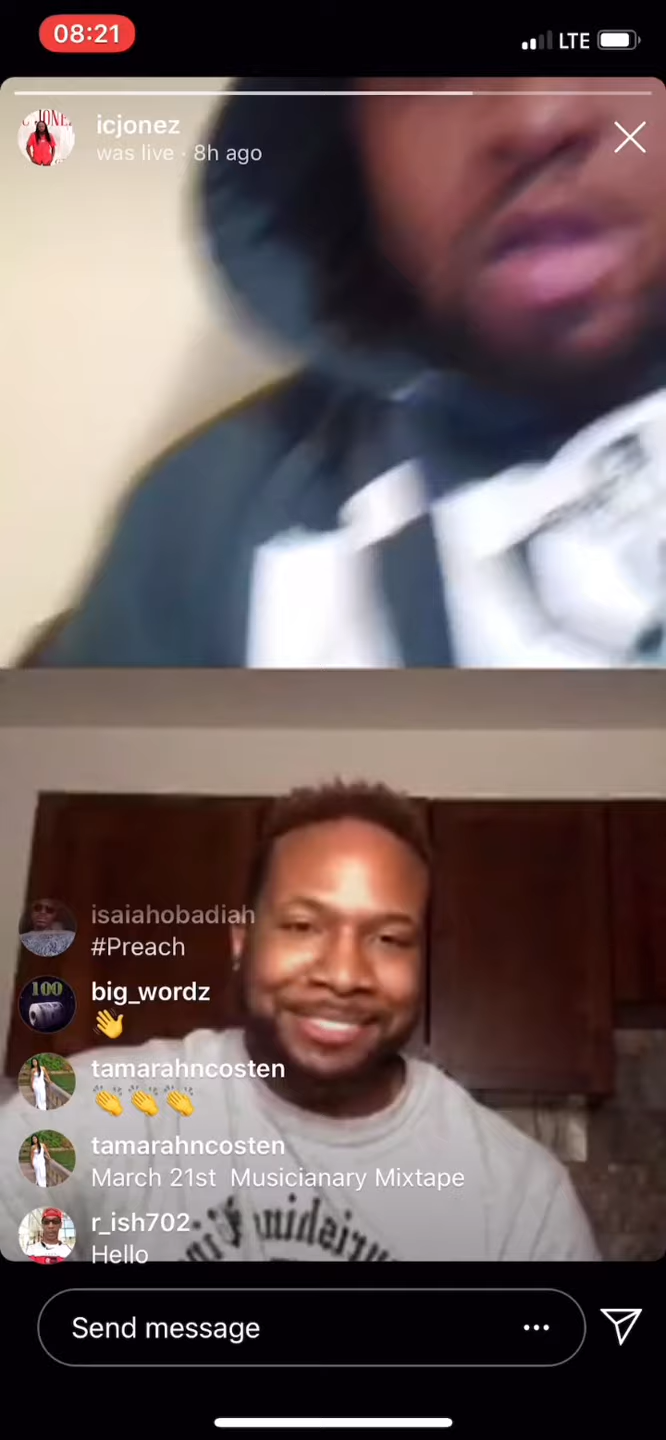 08:21
LTE
icjonez
was live · 8h ago
isaiahobadiah
#Preach
big_wordz
100
👋
tamarahncosten
👏👏👏
tamarahncosten
March 21st Musicianary Mixtape
r_ish702
Hello
Send message